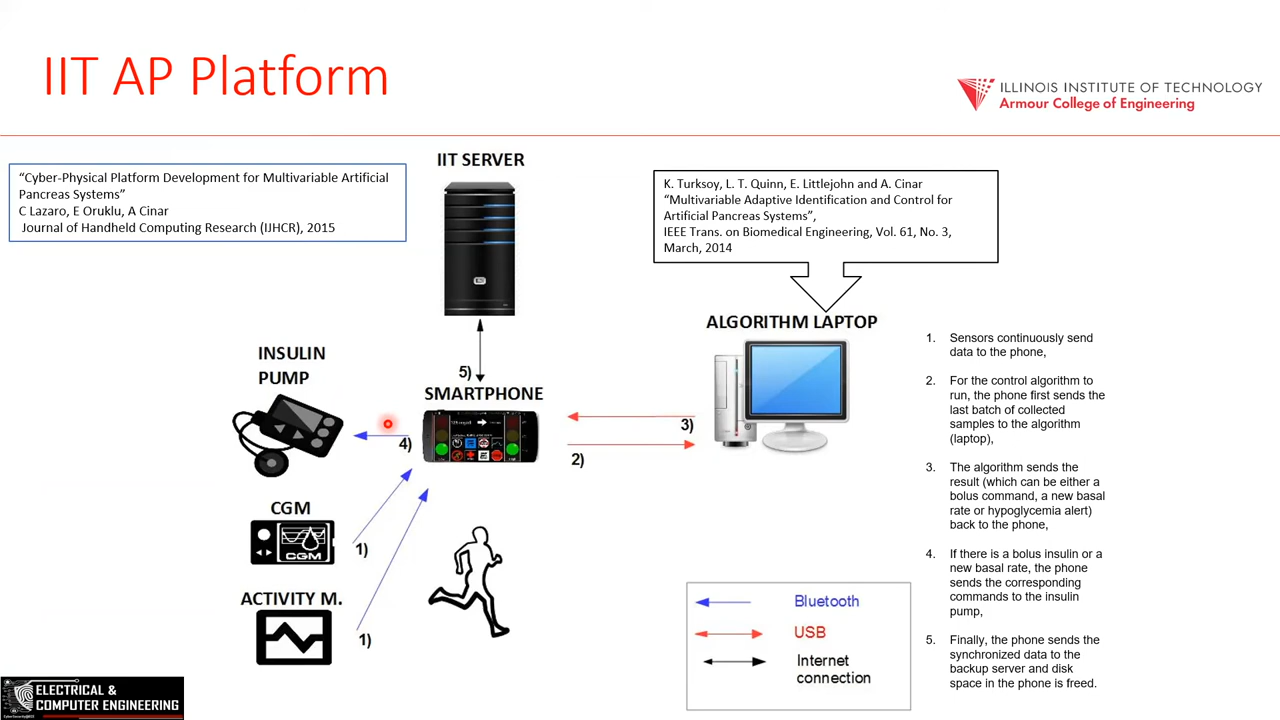 IIT AP Platform
ILLINOIS INSTITUTE OF TECHNOLOGY
Armour College of Engineering
“Cyber-Physical Platform Development for Multivariable Artificial
Pancreas Systems”
C Lazaro, E Oruklu, A Cinar
Journal of Handheld Computing Research (IJHCR), 2015
IIT SERVER
K. Turksoy, L. T. Quinn, E. Littlejohn and A. Cinar
“Multivariable Adaptive Identification and Control for
Artificial Pancreas Systems”,
IEEE Trans. on Biomedical Engineering, Vol. 61, No. 3,
March, 2014
ALGORITHM LAPTOP
INSULIN
PUMP
5)
SMARTPHONE
4)
3)
2)
CGM
CGM
1)
ACTIVITY M.
1)
Bluetooth
USB
Internet
connection
1. Sensors continuously send
data to the phone,
2. For the control algorithm to
run, the phone first sends the
last batch of collected
samples to the algorithm
(laptop),
3. The algorithm sends the
result (which can be either a
bolus command, a new basal
rate or hypoglycemia alert)
back to the phone,
4. If there is a bolus insulin or a
new basal rate, the phone
sends the corresponding
commands to the insulin
pump,
5. Finally, the phone sends the
synchronized data to the
backup server and disk
space in the phone is freed.
ELECTRICAL &
COMPUTER ENGINEERING